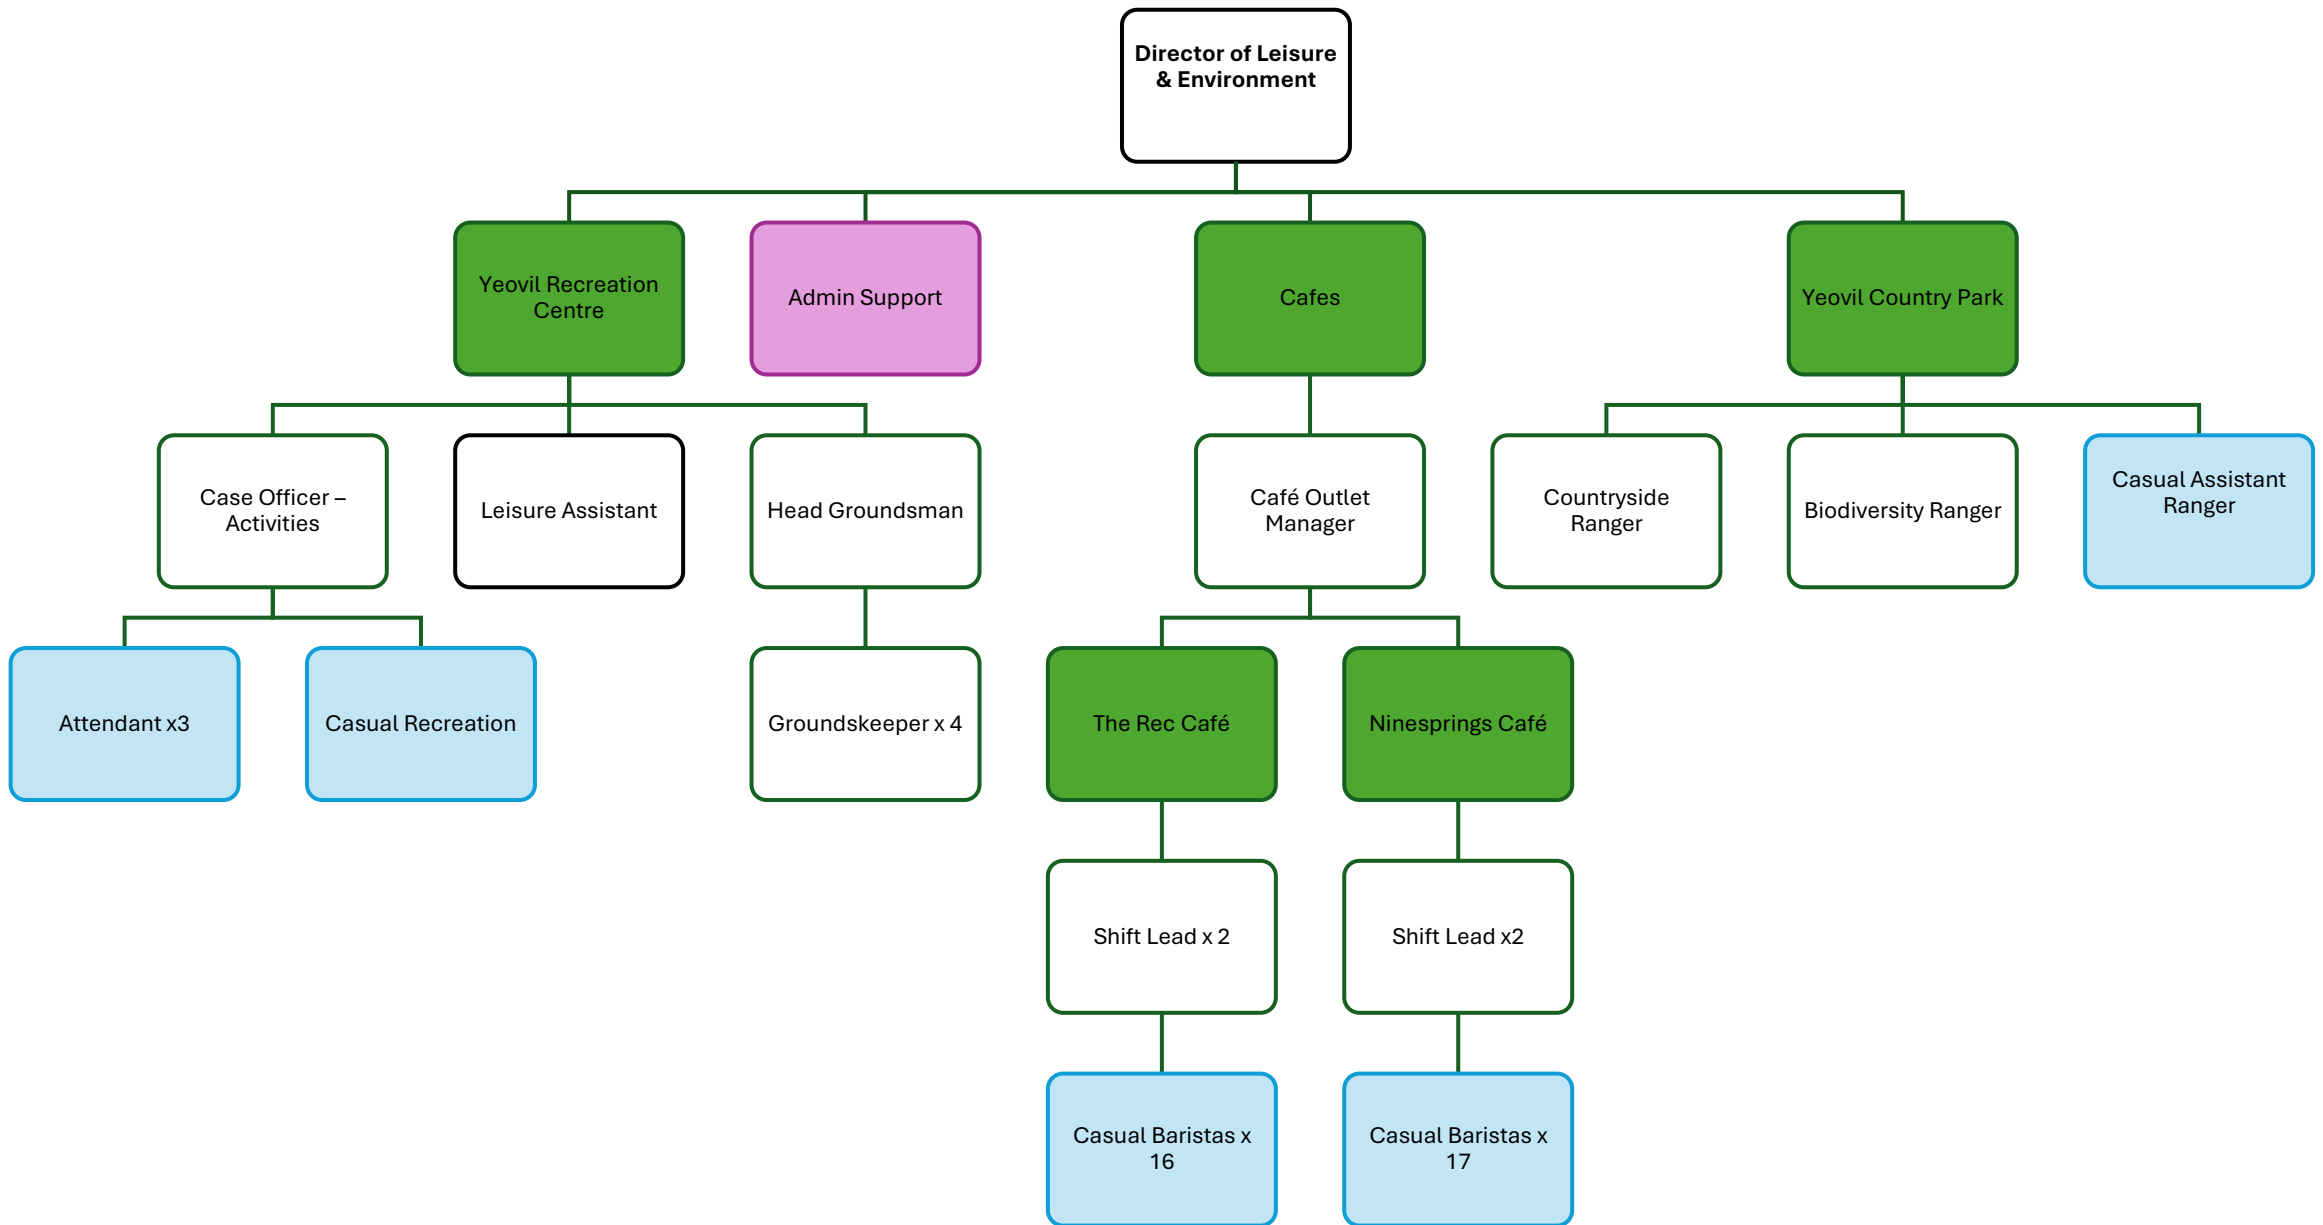 Director of Leisure
& Environment
Yeovil Recreation
Centre
Admin Support
Cafes
Yeovil Country Park
Case Officer –
Activities
Leisure Assistant
Head Groundsman
Café Outlet
Manager
Countryside
Ranger
Biodiversity Ranger
Casual Assistant
Ranger
Attendant x3
Casual Recreation
Groundskeeper x 4
The Rec Café
Ninesprings Café
Shift Lead x 2
Shift Lead x2
Casual Baristas x
16
Casual Baristas x
17